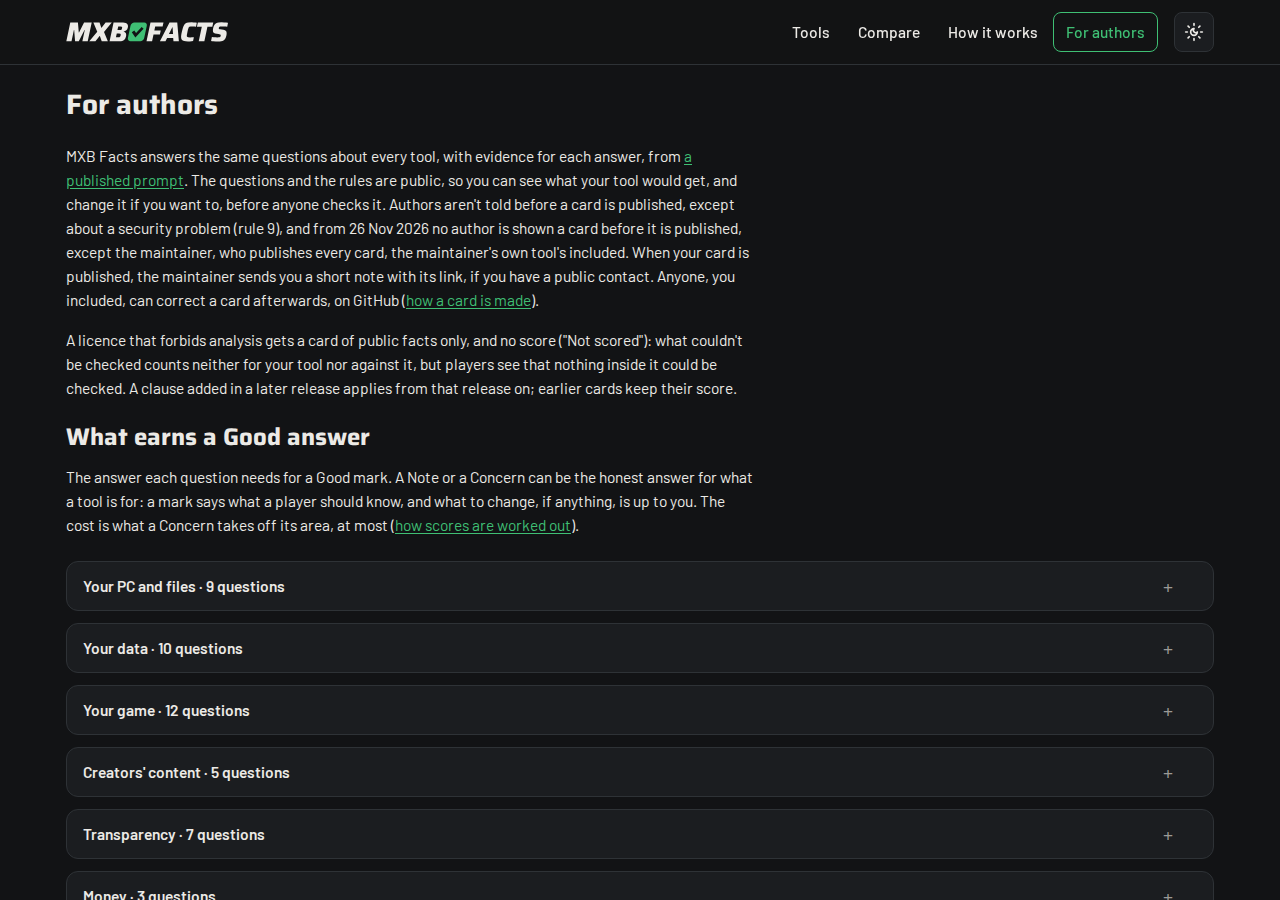 MXB FACTS
Tools
Compare
How it works
For authors
For authors
MXB Facts answers the same questions about every tool, with evidence for each answer, from a
published prompt. The questions and the rules are public, so you can see what your tool would get, and
change it if you want to, before anyone checks it. Authors aren't told before a card is published, except
about a security problem (rule 9), and from 26 Nov 2026 no author is shown a card before it is published,
except the maintainer, who publishes every card, the maintainer's own tool's included. When your card is
published, the maintainer sends you a short note with its link, if you have a public contact. Anyone, you
included, can correct a card afterwards, on GitHub (how a card is made).
A licence that forbids analysis gets a card of public facts only, and no score ("Not scored"): what couldn't
be checked counts neither for your tool nor against it, but players see that nothing inside it could be
checked. A clause added in a later release applies from that release on; earlier cards keep their score.
What earns a Good answer
The answer each question needs for a Good mark. A Note or a Concern can be the honest answer for what
a tool is for: a mark says what a player should know, and what to change, if anything, is up to you. The
cost is what a Concern takes off its area, at most (how scores are worked out).
Your PC and files · 9 questions +
Your data · 10 questions +
Your game · 12 questions +
Creators' content · 5 questions +
Transparency · 7 questions +
Money · 3 questions +